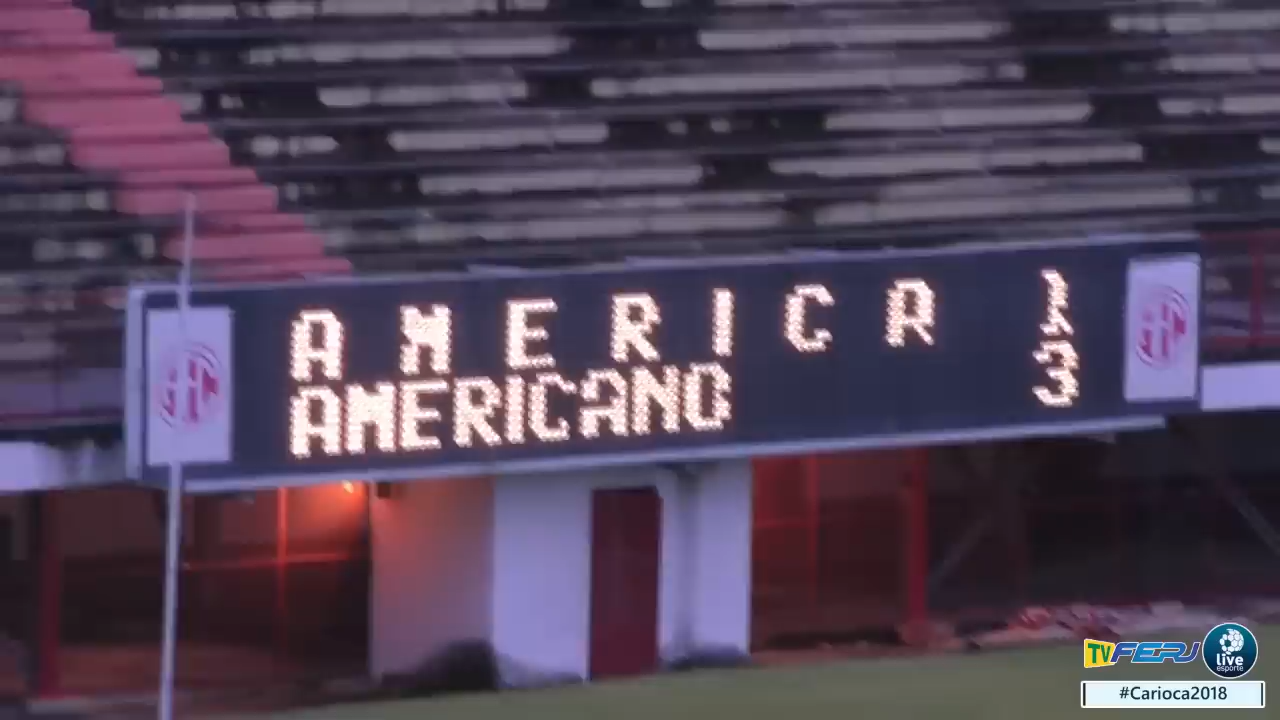 AMERICA 1
AMERICANO 3
TVFERJ
live
esporte
#Carioca2018